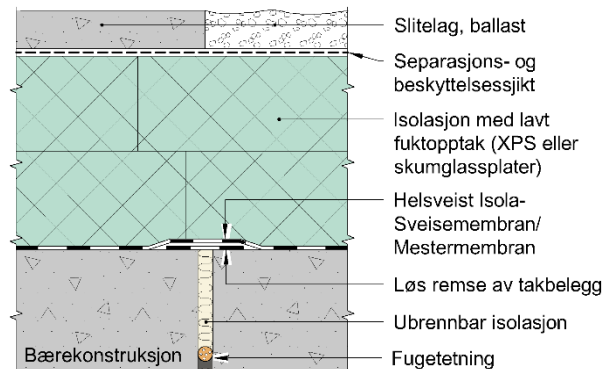 Slitelag, ballast
Separasjons- og
beskyttelsessjikt
Isolasjon med lavt
fuktopptak (XPS eller
skumglassplater)
Helsveist Isola-
Sveisemembran/
Mestermembran
Løs remse av takbelegg
Ubrennbar isolasjon
Bærekonstruksjon
Fugetetning